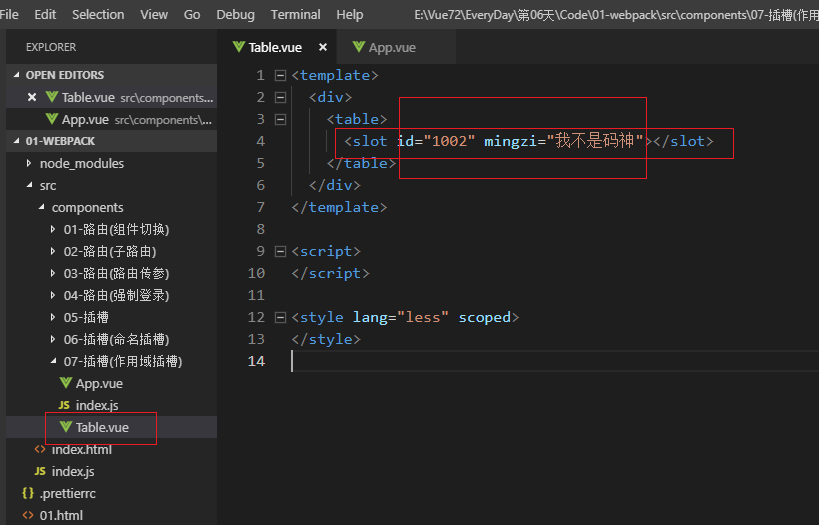 File Edit Selection View Go Debug Terminal Help E:\Vue72\EveryDay\第06天\Code\01-webpack\src\components\07-插槽(作用
EXPLORER
Table.vue × App.vue
OPEN EDITORS
× Table.vue src\components...
App.vue src\components\...
01-WEBPACK
node_modules
src
components
01-路由(组件切换)
02-路由(子路由)
03-路由(路由传参)
04-路由(强制登录)
05-插槽
06-插槽(命名插槽)
07-插槽(作用域插槽)
App.vue
JS index.js
Table.vue
<> index.html
JS index.js
{} .prettierrc
<> 01.html
1 <template>
2 <div>
3 <table>
4 <slot id="1002" mingzi="我不是码神"></slot>
5 </table>
6 </div>
7 </template>
8
9 <script>
10 </script>
11
12 <style lang="less" scoped>
13 </style>
14